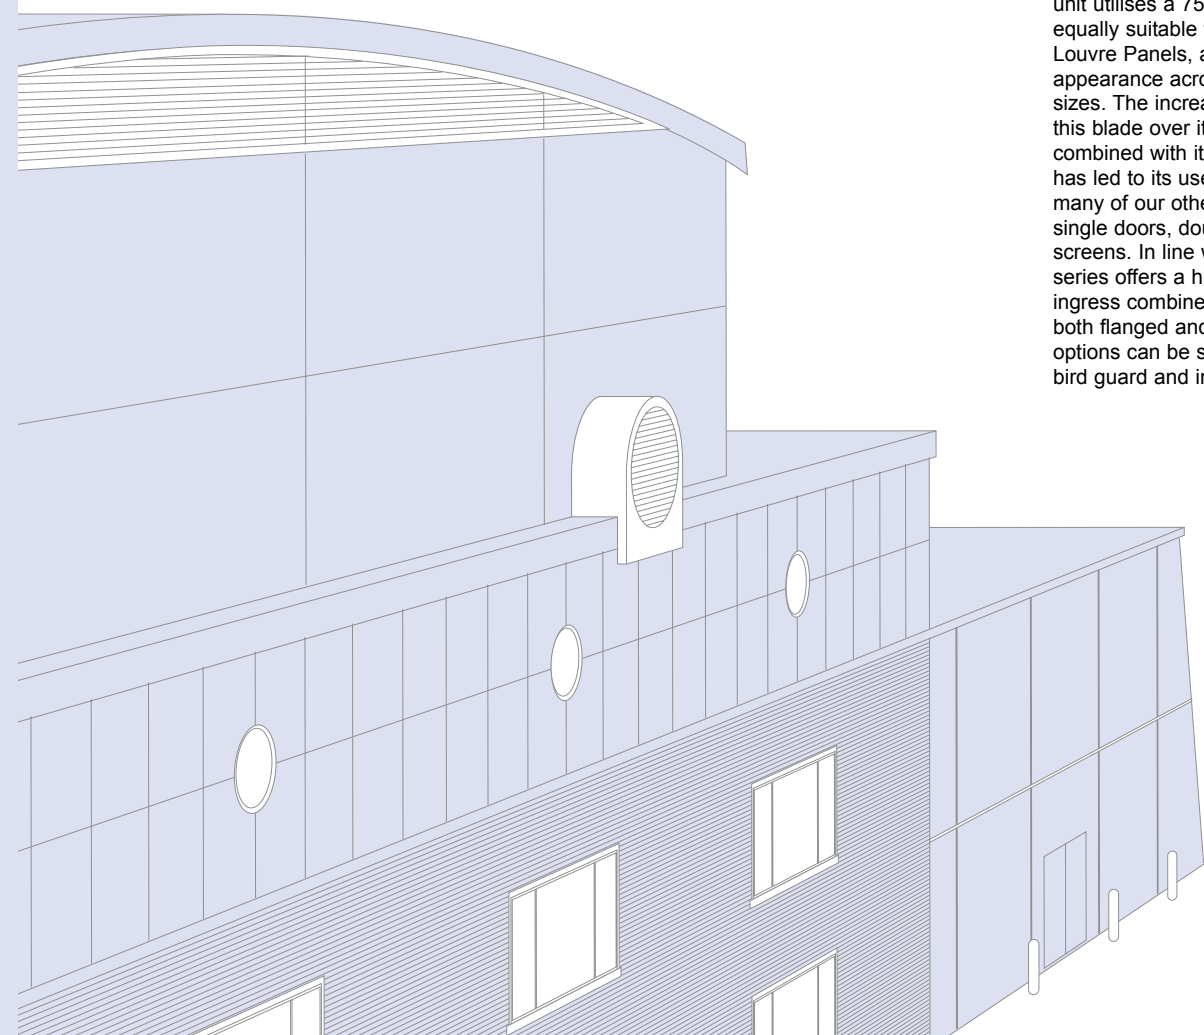 unit utilises a 75
equally suitable
Louvre Panels, a
appearance acro
sizes. The increa
this blade over it
combined with it
has led to its use
many of our othe
single doors, dou
screens. In line
series offers a h
ingress combine
both flanged and
options can be s
bird guard and i